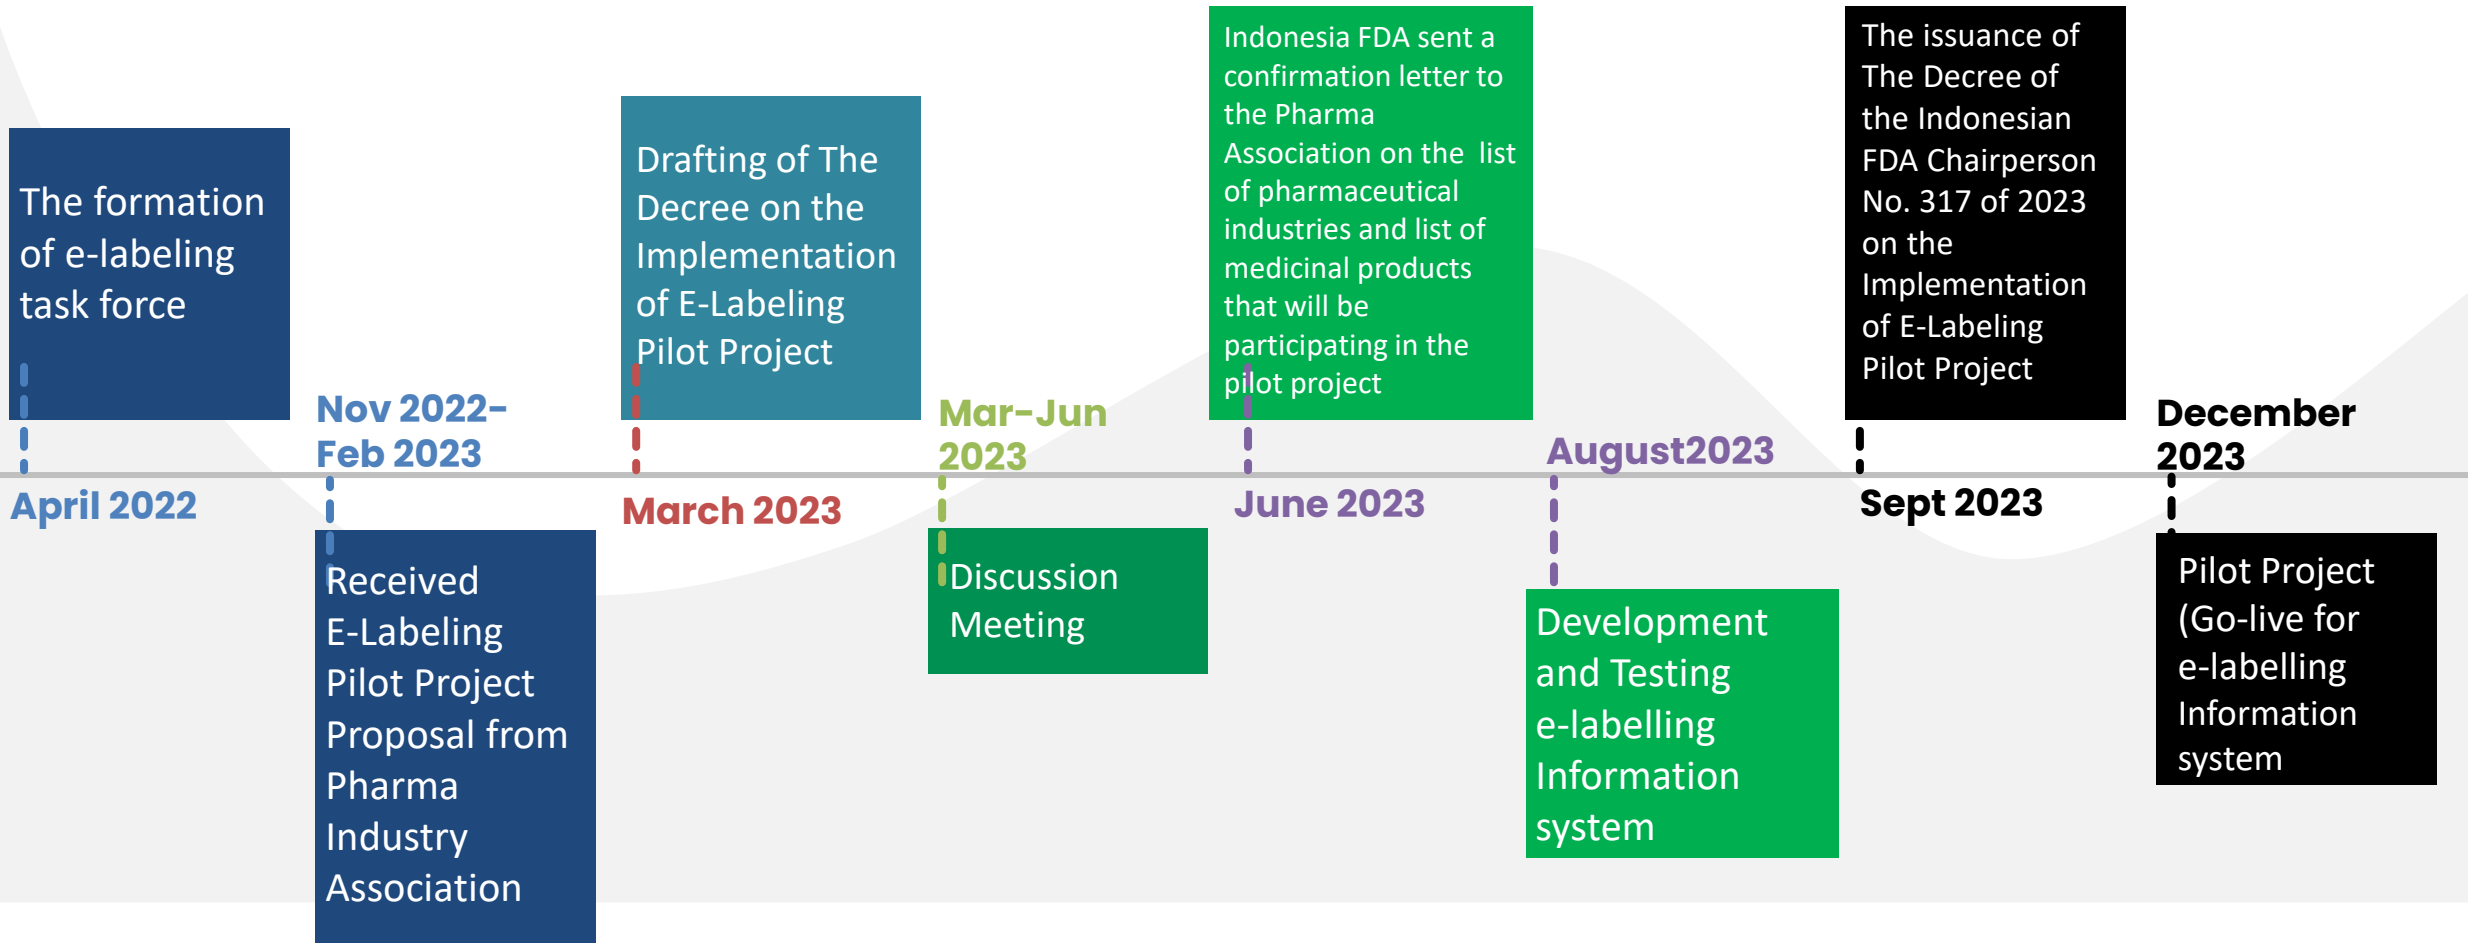 The formation
of e-labeling
task force
April 2022
Nov 2022-
Feb 2023
Received
E-Labeling
Pilot Project
Proposal from
Pharma
Industry
Association
Drafting of The
Decree on the
Implementation
of E-Labeling
Pilot Project
March 2023
Mar-Jun
2023
Discussion
Meeting
Indonesia FDA sent a
confirmation letter to
the Pharma
Association on the list
of pharmaceutical
industries and list of
medicinal products
that will be
participating in the
pilot project
June 2023
August2023
Development
and Testing
e-labelling
Information
system
The issuance of
The Decree of
the Indonesian
FDA Chairperson
No. 317 of 2023
on the
Implementation
of E-Labeling
Pilot Project
Sept 2023
December
2023
Pilot Project
(Go-live for
e-labelling
Information
system